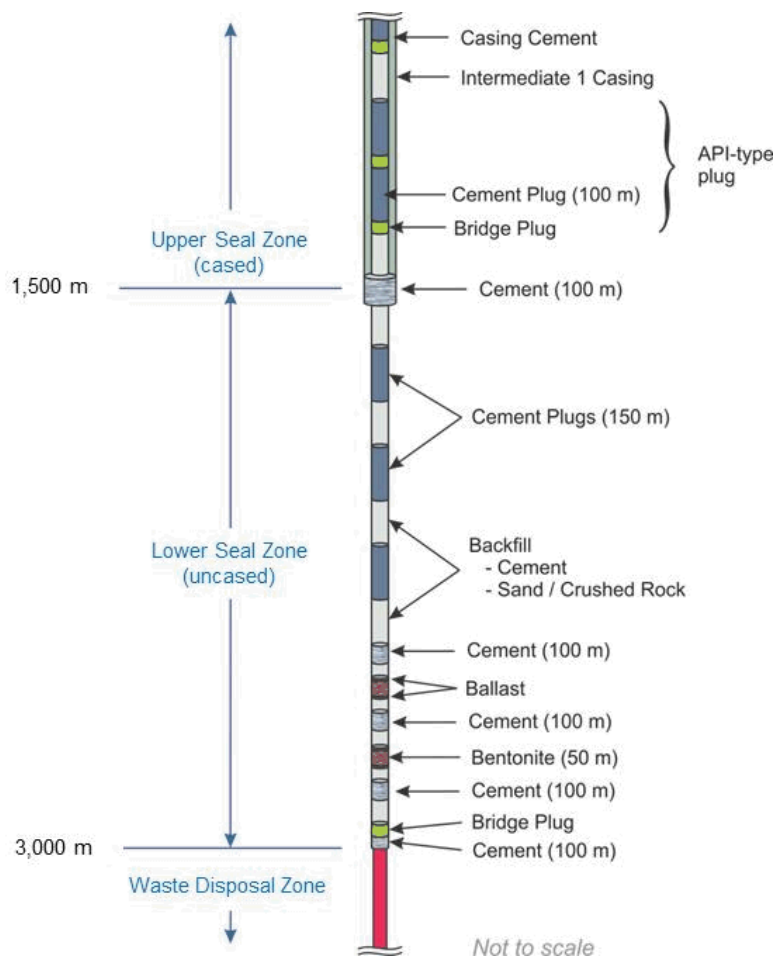 Casing Cement
Intermediate 1 Casing
API-type
plug
Cement Plug (100 m)
Bridge Plug
Upper Seal Zone
(cased)
1,500 m
Cement (100 m)
Cement Plugs (150 m)
Lower Seal Zone
(uncased)
Backfill
- Cement
- Sand / Crushed Rock
Cement (100 m)
Ballast
Cement (100 m)
Bentonite (50 m)
Cement (100 m)
Bridge Plug
3,000 m
Cement (100 m)
Waste Disposal Zone
Not to scale